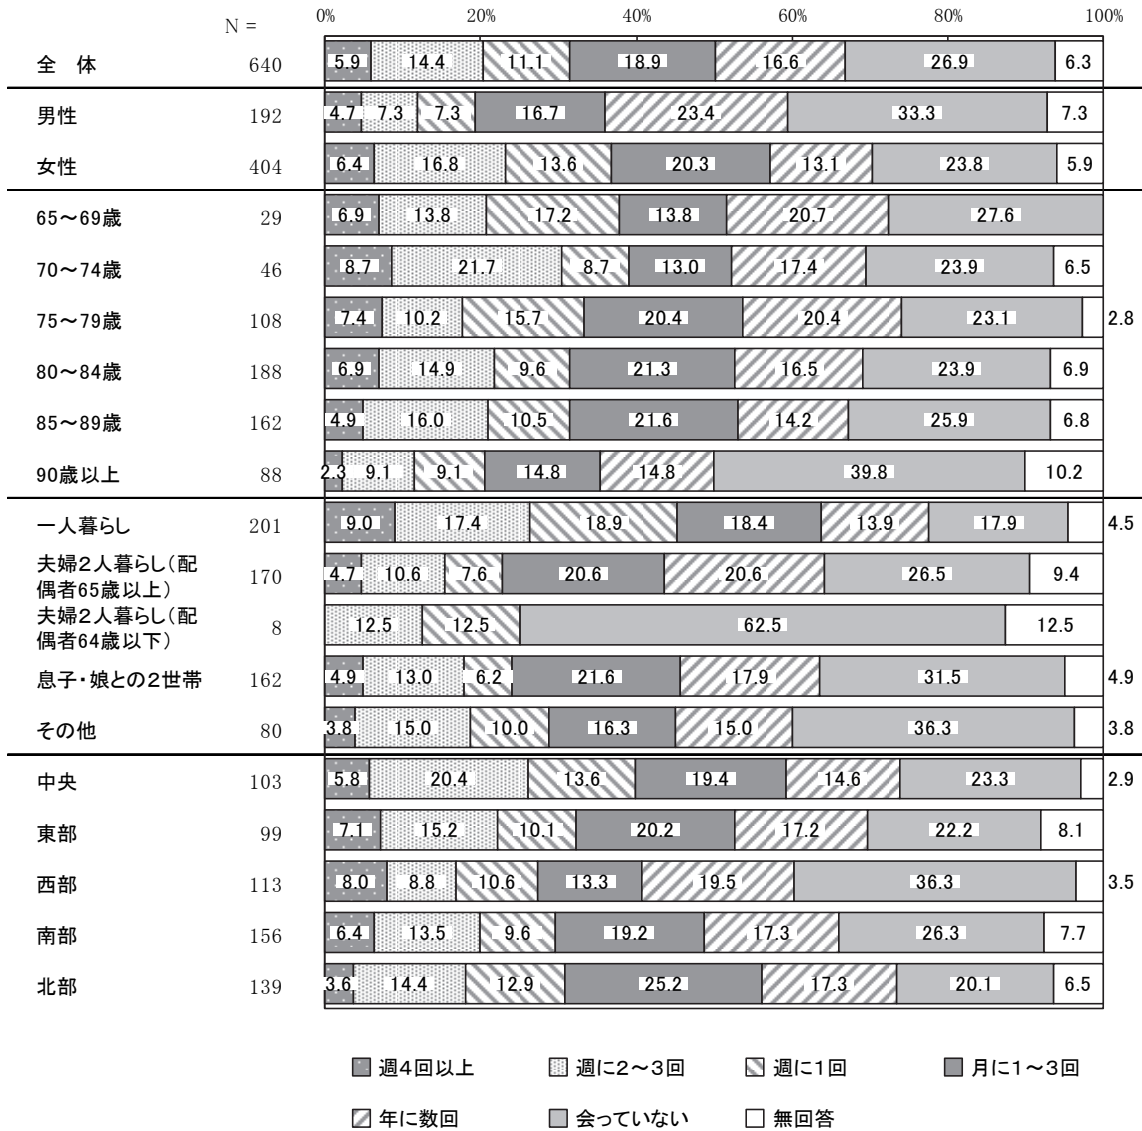 N = 0% 20% 40% 60% 80% 100%
全 体 640 5.9 14.4 11.1 18.9 16.6 26.9 6.3
男性 192 4.7 7.3 7.3 16.7 23.4 33.3 7.3
女性 404 6.4 16.8 13.6 20.3 13.1 23.8 5.9
65～69歳 29 6.9 13.8 17.2 13.8 20.7 27.6
70～74歳 46 8.7 21.7 8.7 13.0 17.4 23.9 6.5
75～79歳 108 7.4 10.2 15.7 20.4 20.4 23.1 2.8
80～84歳 188 6.9 14.9 9.6 21.3 16.5 23.9 6.9
85～89歳 162 4.9 16.0 10.5 21.6 14.2 25.9 6.8
90歳以上 88 2.3 9.1 9.1 14.8 14.8 39.8 10.2
一人暮らし 201 9.0 17.4 18.9 18.4 13.9 17.9 4.5
夫婦２人暮らし（配
偶者65歳以上） 170 4.7 10.6 7.6 20.6 20.6 26.5 9.4
夫婦２人暮らし（配
偶者64歳以下） 8 12.5 12.5 62.5 12.5
息子・娘との２世帯 162 4.9 13.0 6.2 21.6 17.9 31.5 4.9
その他 80 3.8 15.0 10.0 16.3 15.0 36.3 3.8
中央 103 5.8 20.4 13.6 19.4 14.6 23.3 2.9
東部 99 7.1 15.2 10.1 20.2 17.2 22.2 8.1
西部 113 8.0 8.8 10.6 13.3 19.5 36.3 3.5
南部 156 6.4 13.5 9.6 19.2 17.3 26.3 7.7
北部 139 3.6 14.4 12.9 25.2 17.3 20.1 6.5
週４回以上 週に２～３回 週に１回 月に１～３回
年に数回 会っていない 無回答